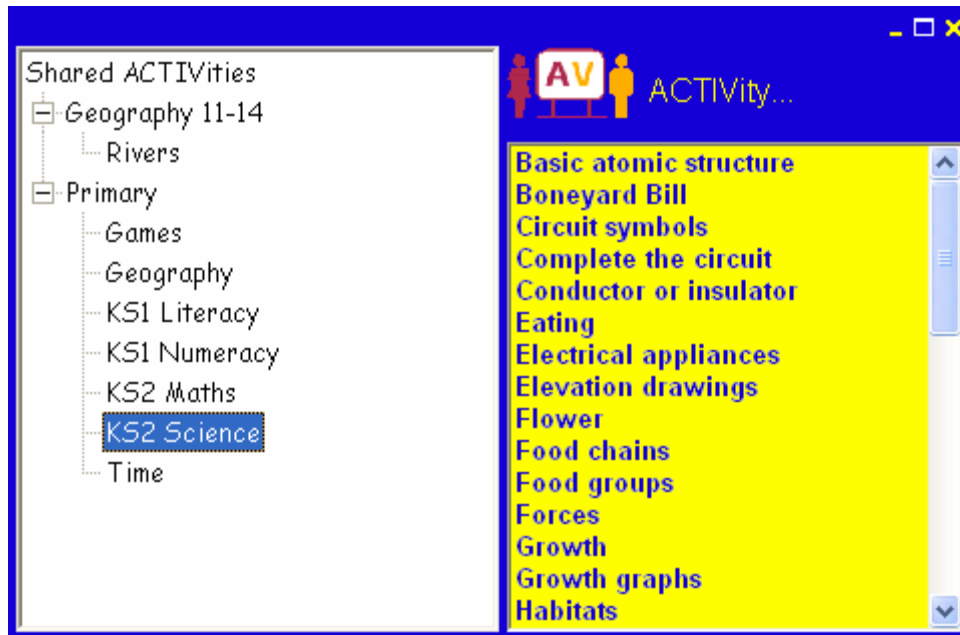 Shared ACTIVities
Geography 11-14
Rivers
Primary
Games
Geography
KS1 Literacy
KS1 Numeracy
KS2 Maths
KS2 Science
Time
AV
ACTIVity...
Basic atomic structure
Boneyard Bill
Circuit symbols
Complete the circuit
Conductor or insulator
Eating
Electrical appliances
Elevation drawings
Flower
Food chains
Food groups
Forces
Growth
Growth graphs
Habitats